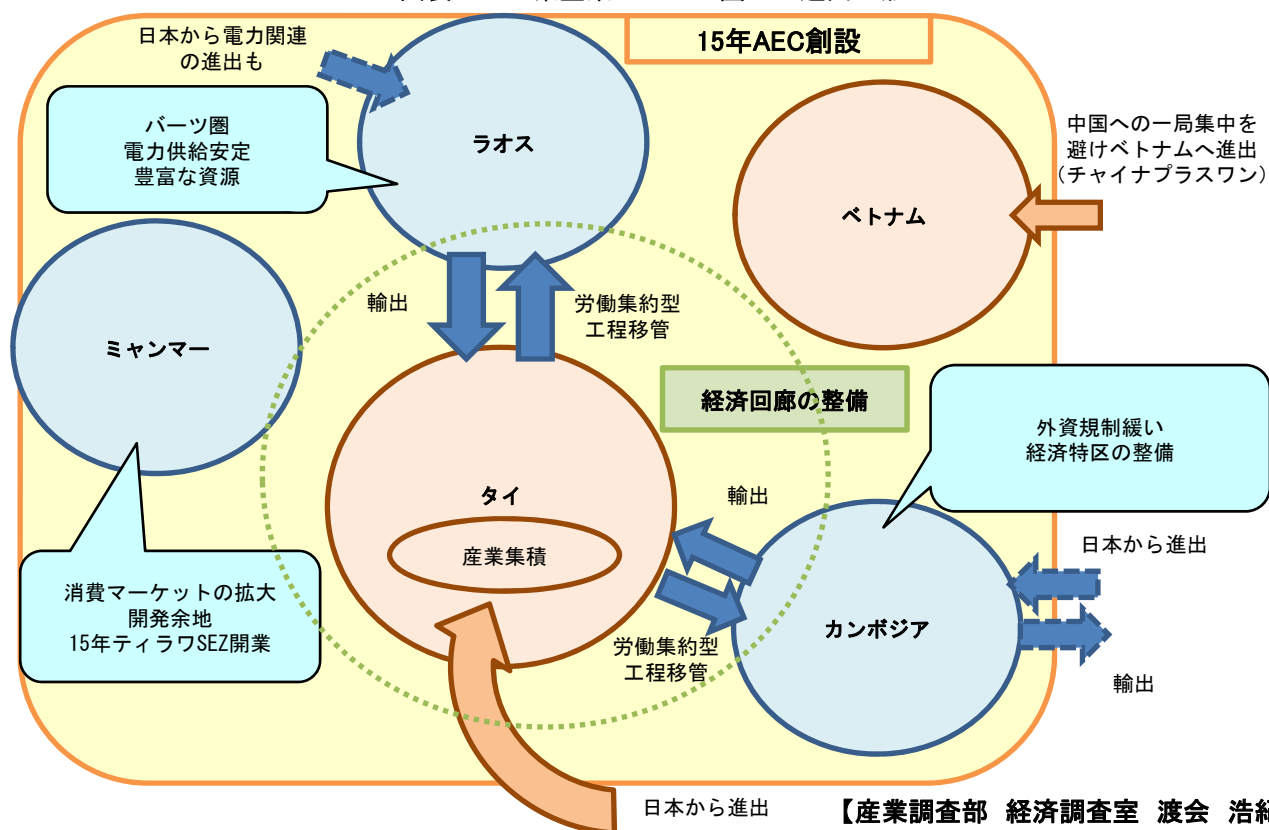 15年AEC創設
日本から電力関連
の進出も
バーツ圏
電力供給安定
豊富な資源
ラオス
ベトナム
中国への一局集中を
避けベトナムへ進出
(チャイナプラスワン)
ミャンマー
輸出
労働集約型
工程移管
経済回廊の整備
外資規制緩い
経済特区の整備
タイ
産業集積
輸出
労働集約型
工程移管
カンボジア
日本から進出
輸出
消費マーケットの拡大
開発余地
15年ティラワSEZ開業
日本から進出
【産業調査部 経済調査室 渡会 浩